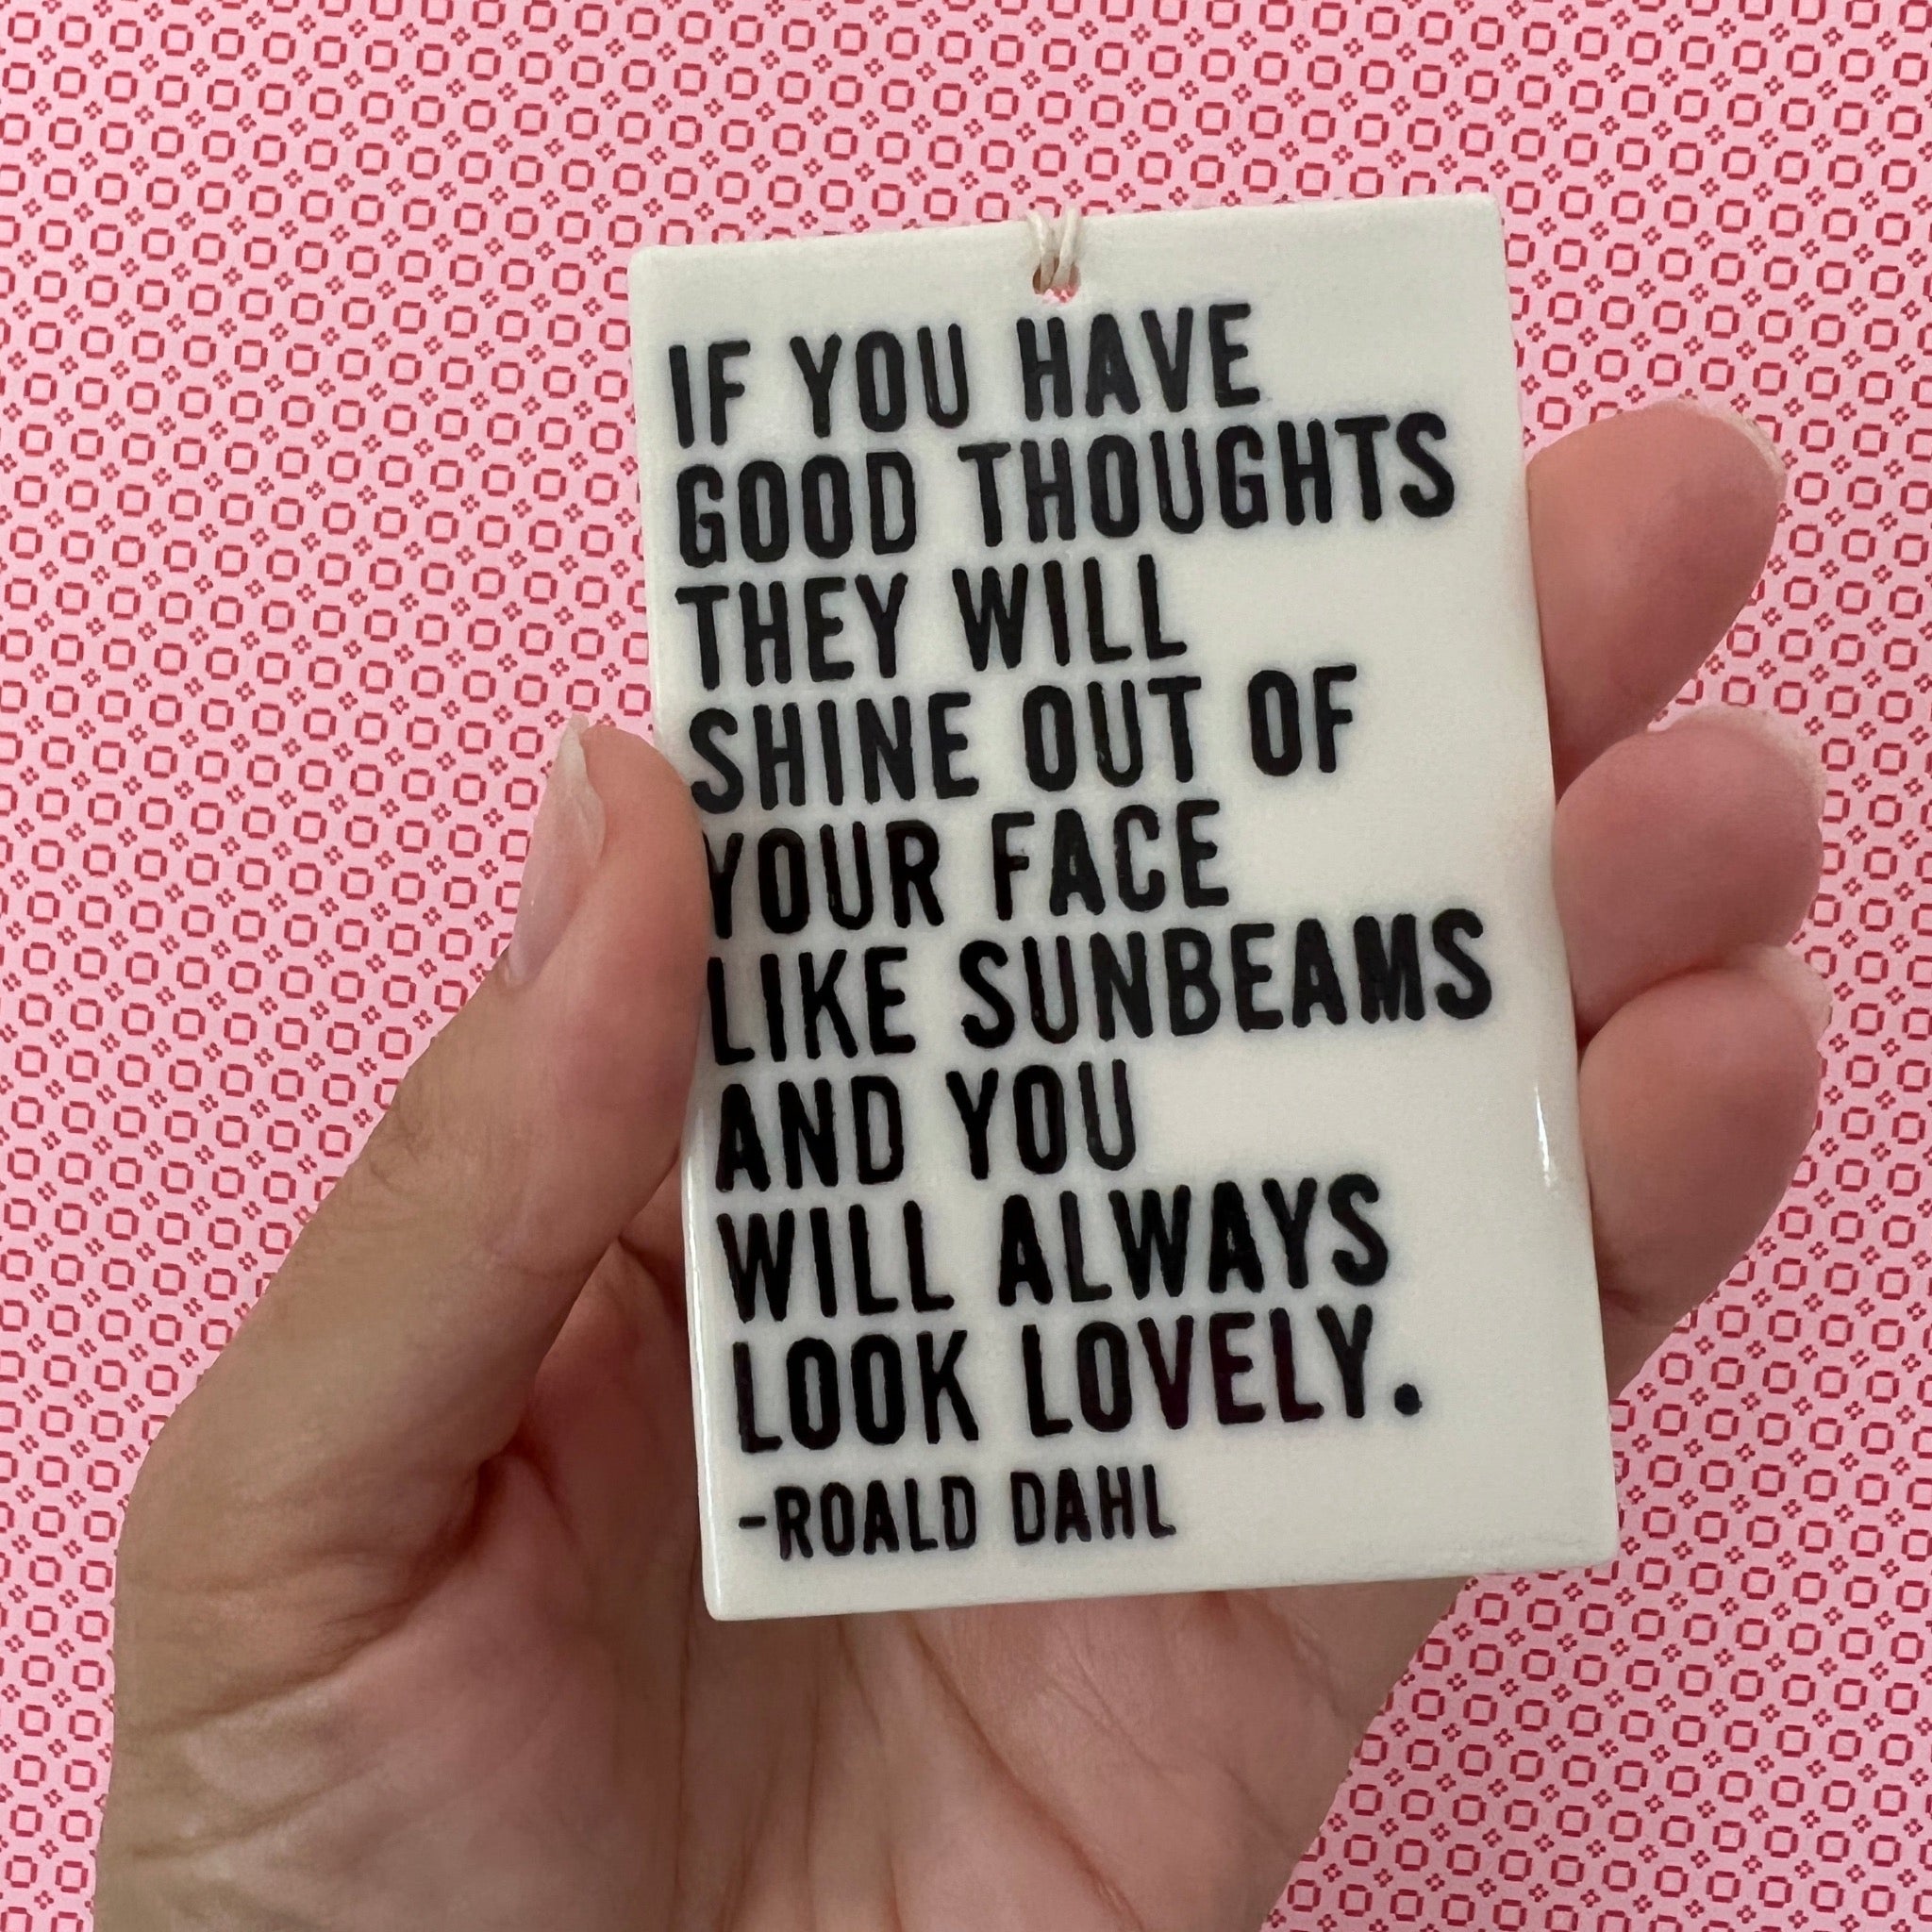 IF YOU HAVE
GOOD THOUGHTS
THEY WILL
SHINE OUT OF
YOUR FACE
LIKE SUNBEAMS
AND YOU
WILL ALWAYS
LOOK LOVELY.
-ROALD DAHL